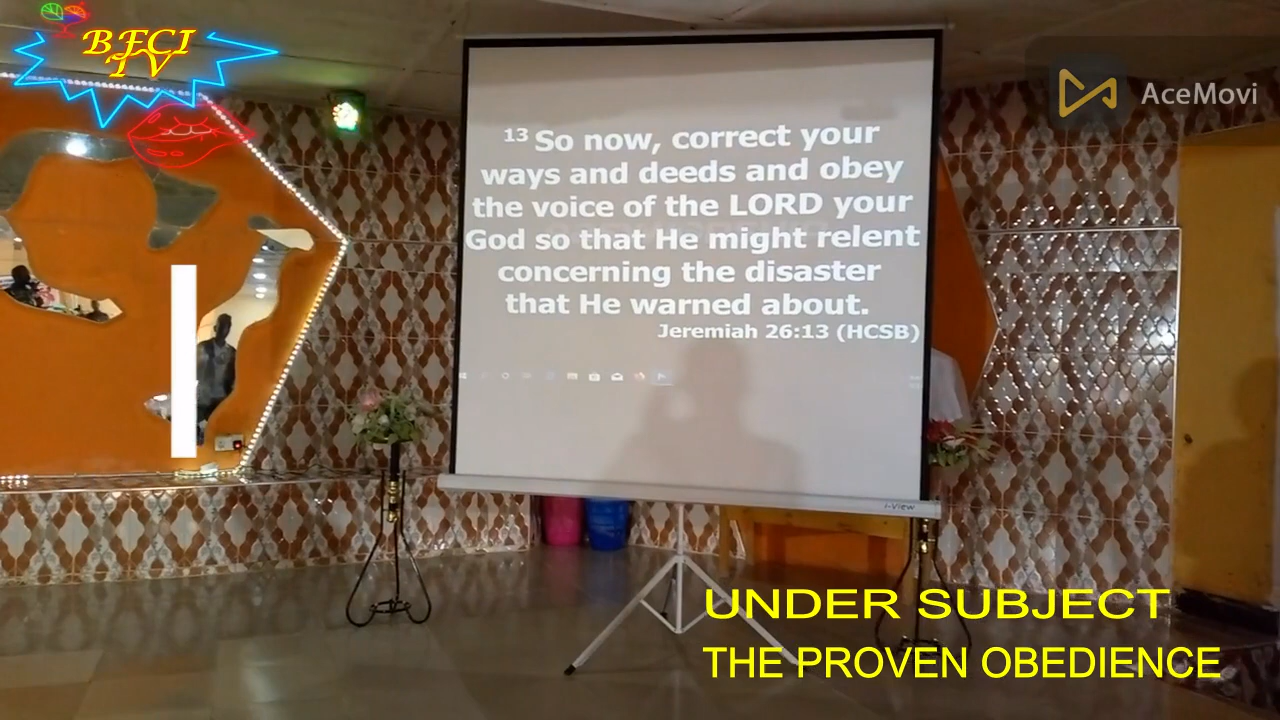 BFCI
TV
AceMovi
13 So now, correct your
ways and deeds and obey
the voice of the LORD your
God so that He might relent
concerning the disaster
that He warned about.
Jeremiah 26:13 (HCSB)
i-View
UNDER SUBJECT
THE PROVEN OBEDIENCE